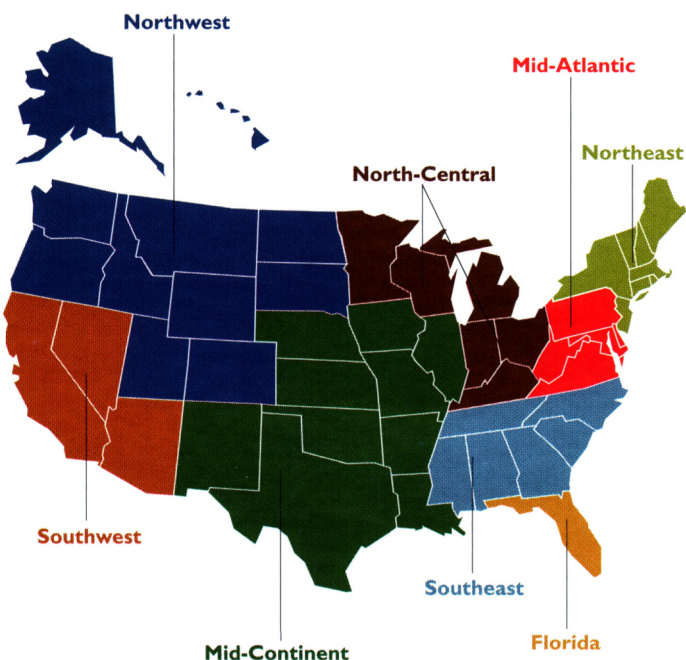 Northwest
Mid-Atlantic
Northeast
North-Central
Southwest
Southeast
Florida
Mid-Continent